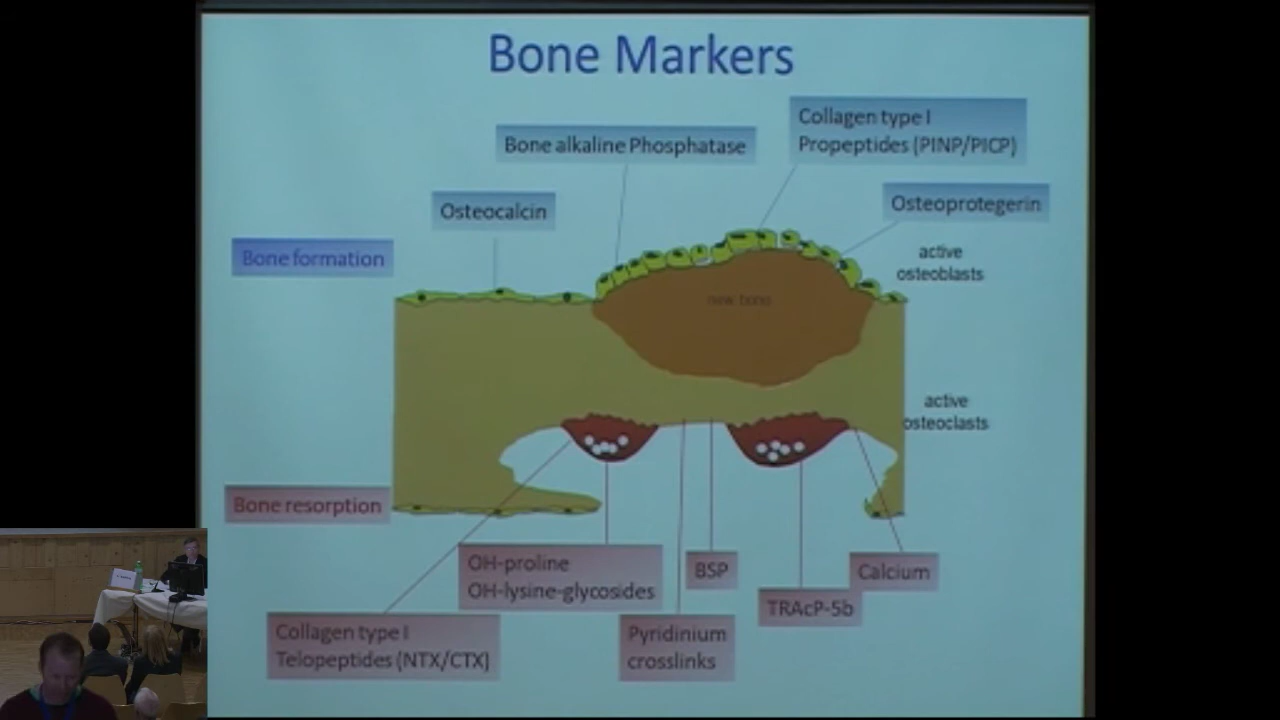 Bone Markers
Collagen type I
Propeptides (PINP/PICP)
Bone alkaline Phosphatase
Osteoprotegerin
Osteocalcin
Bone formation
active
osteoblasts
new bone
active
osteoclasts
Bone resorption
OH-proline
OH-lysine-glycosides
BSP
Calcium
TRAcP-5b
Collagen type I
Telopeptides (NTX/CTX)
Pyridinium
crosslinks